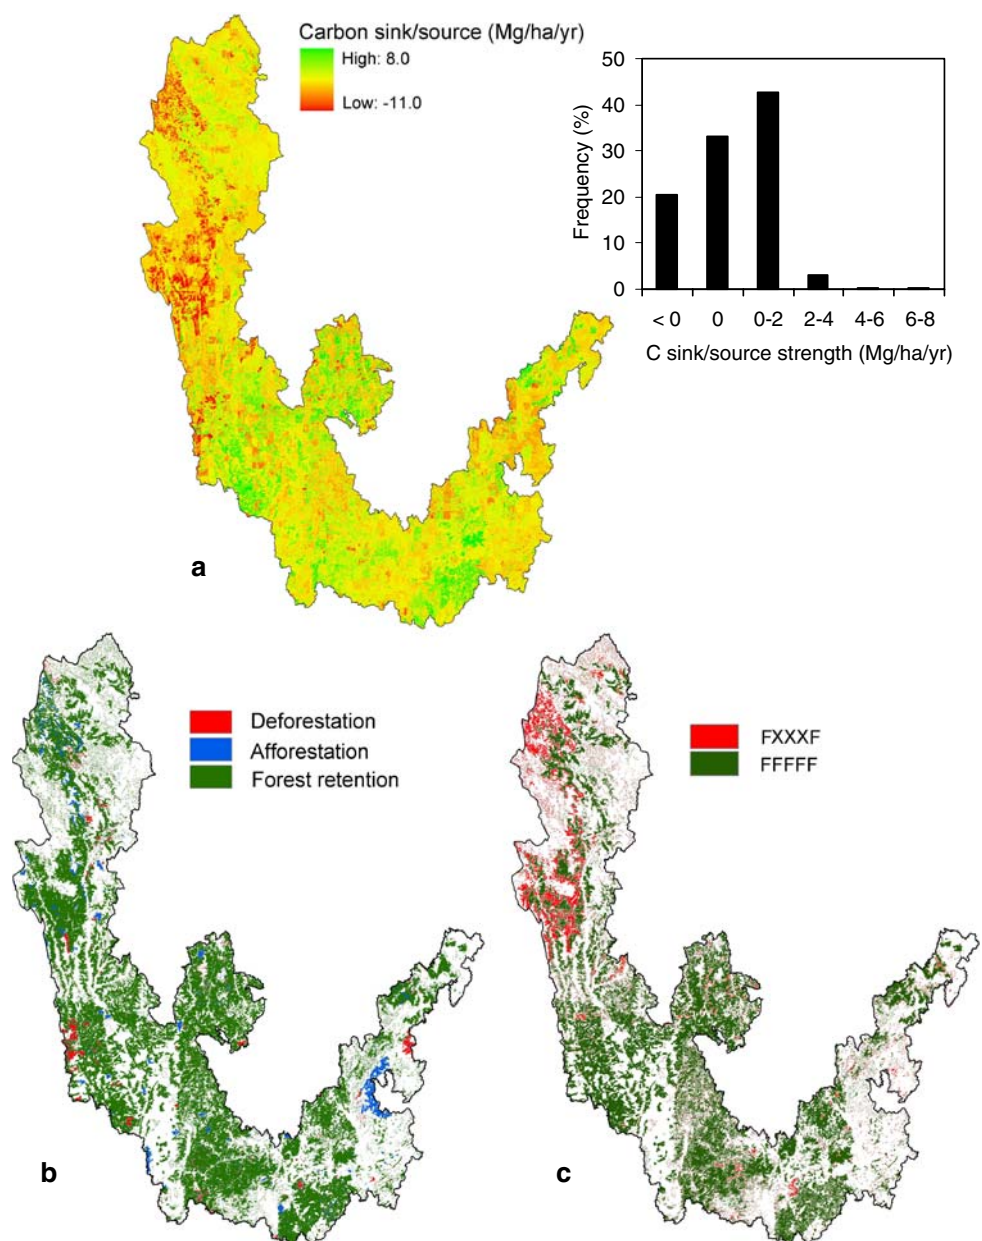 Carbon sink/source (Mg/ha/yr)
High: 8.0
Low: -11.0
50
40
30
20
10
0
Frequency (%)
< 0 0 0-2 2-4 4-6 6-8
C sink/source strength (Mg/ha/yr)
a
Deforestation
Afforestation
Forest retention
b
FXXXF
FFFFF
c